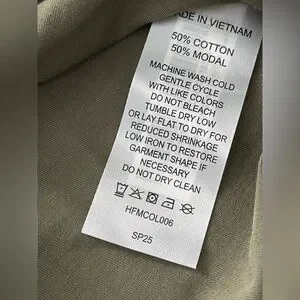 ADE IN VIETNAM
50% COTTON
50% MODAL
MACHINE WASH COLD
GENTLE CYCLE
WITH LIKE COLORS
DO NOT BLEACH
TUMBLE DRY LOW
OR LAY FLAT TO DRY FOR
REDUCED SHRINKAGE
LOW IRON TO RESTORE
GARMENT SHAPE IF
NECESSARY
DO NOT DRY CLEAN
HFMCOL006
SP25